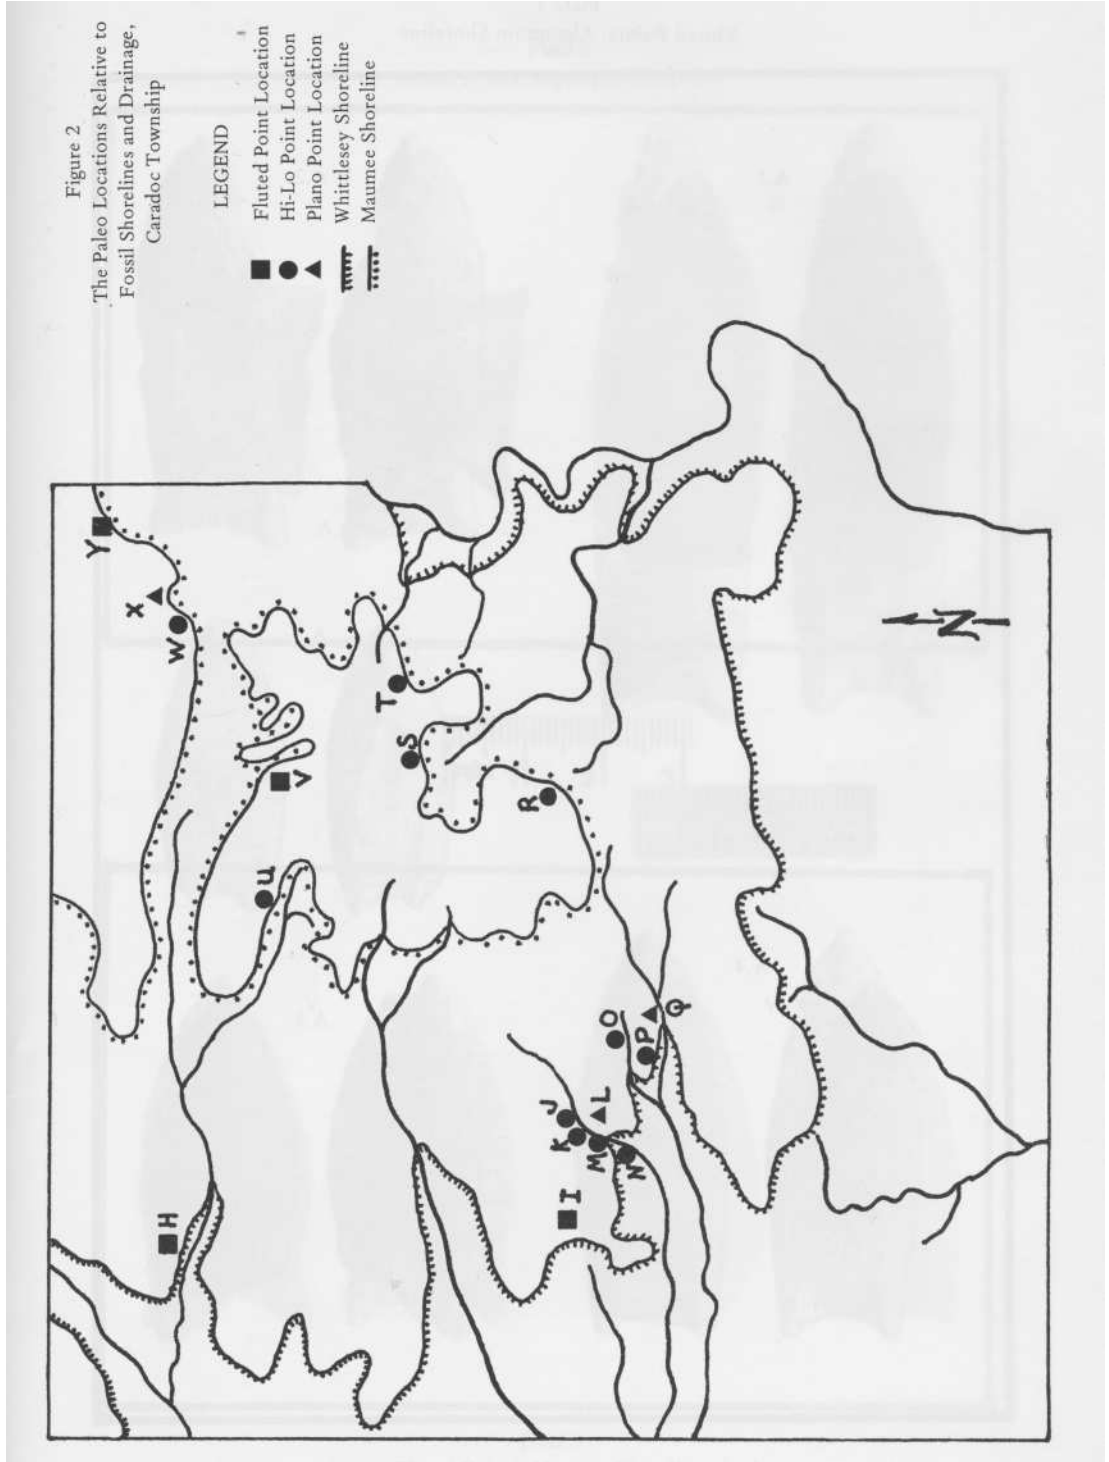 Figure 2
The Paleo Locations Relative to
Fossil Shorelines and Drainage,
Caradoc Township
LEGEND
Fluted Point Location
Hi-Lo Point Location
Plano Point Location
Whittlesey Shoreline
Maumee Shoreline
Y
X
W
V
U
T
S
R
Q
P
O
N
M
L
K
J
I
H
N